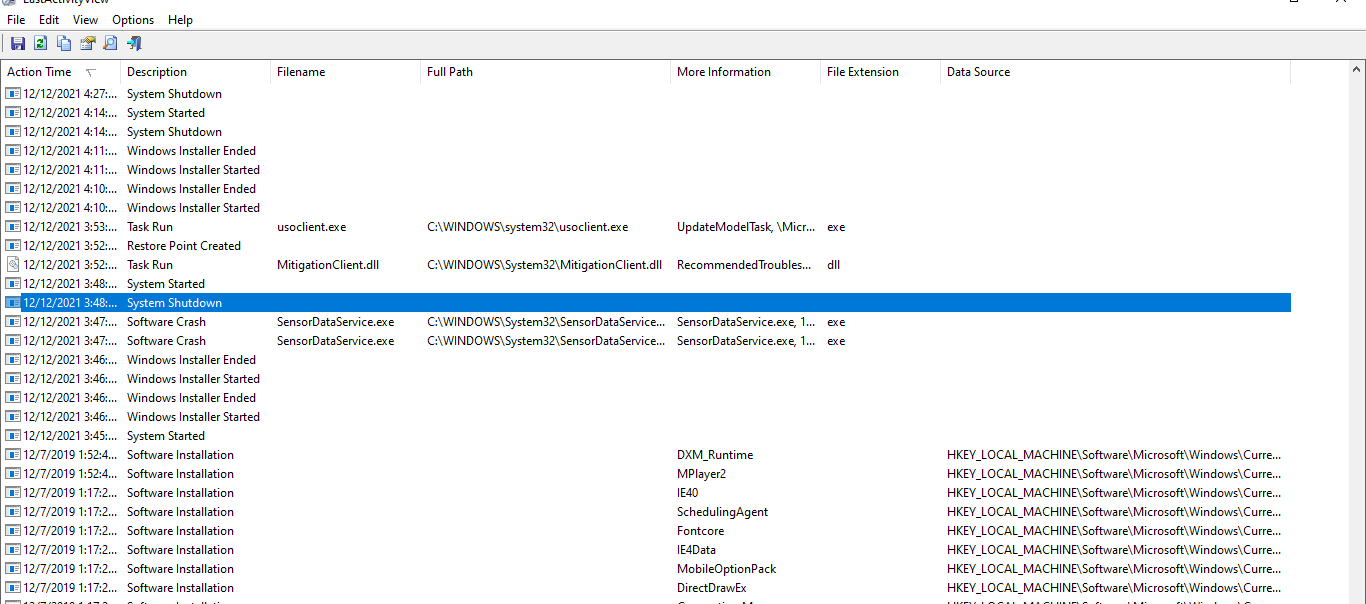 LastActivityView
File Edit View Options Help
Action Time Description Filename Full Path More Information File Extension Data Source
12/12/2021 4:27:... System Shutdown
12/12/2021 4:14:... System Started
12/12/2021 4:14:... System Shutdown
12/12/2021 4:11:... Windows Installer Ended
12/12/2021 4:11:... Windows Installer Started
12/12/2021 4:10:... Windows Installer Ended
12/12/2021 4:10:... Windows Installer Started
12/12/2021 3:53:... Task Run usoclient.exe C:\WINDOWS\system32\usoclient.exe UpdateModelTask, \Micr... exe
12/12/2021 3:52:... Restore Point Created
12/12/2021 3:52:... Task Run MitigationClient.dll C:\WINDOWS\System32\MitigationClient.dll RecommendedTroubles... dll
12/12/2021 3:48:... System Started
12/12/2021 3:48:... System Shutdown
12/12/2021 3:47:... Software Crash SensorDataService.exe C:\WINDOWS\System32\SensorDataService... SensorDataService.exe, 1... exe
12/12/2021 3:47:... Software Crash SensorDataService.exe C:\WINDOWS\System32\SensorDataService... SensorDataService.exe, 1... exe
12/12/2021 3:46:... Windows Installer Ended
12/12/2021 3:46:... Windows Installer Started
12/12/2021 3:46:... Windows Installer Ended
12/12/2021 3:46:... Windows Installer Started
12/12/2021 3:45:... System Started
12/7/2019 1:52:4... Software Installation DXM_Runtime HKEY_LOCAL_MACHINE\Software\Microsoft\Windows\Curre...
12/7/2019 1:52:4... Software Installation MPlayer2 HKEY_LOCAL_MACHINE\Software\Microsoft\Windows\Curre...
12/7/2019 1:17:2... Software Installation IE40 HKEY_LOCAL_MACHINE\Software\Microsoft\Windows\Curre...
12/7/2019 1:17:2... Software Installation SchedulingAgent HKEY_LOCAL_MACHINE\Software\Microsoft\Windows\Curre...
12/7/2019 1:17:2... Software Installation Fontcore HKEY_LOCAL_MACHINE\Software\Microsoft\Windows\Curre...
12/7/2019 1:17:2... Software Installation IE4Data HKEY_LOCAL_MACHINE\Software\Microsoft\Windows\Curre...
12/7/2019 1:17:2... Software Installation MobileOptionPack HKEY_LOCAL_MACHINE\Software\Microsoft\Windows\Curre...
12/7/2019 1:17:2... Software Installation DirectDrawEx HKEY_LOCAL_MACHINE\Software\Microsoft\Windows\Curre...